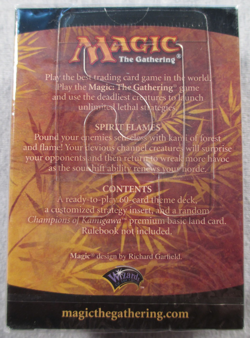 MAGIC
The Gathering®
Play the best trading card game in the world.
Play the Magic: The Gathering® game
and use the deadliest creatures to launch
unlimited lethal strategies.
SPIRIT FLAMES
Pound your enemies senseless with kami of forest
and flame! Your devious channel creatures will surprise
your opponents and then return to wreak more havoc
as the soulshift ability renews your horde.
CONTENTS
A ready-to-play 60-card theme deck,
a customized strategy insert, and a random
Champions of Kamigawa® premium basic land card.
Rulebook not included.
Magic® design by Richard Garfield.
Wizards
magicthegathering.com